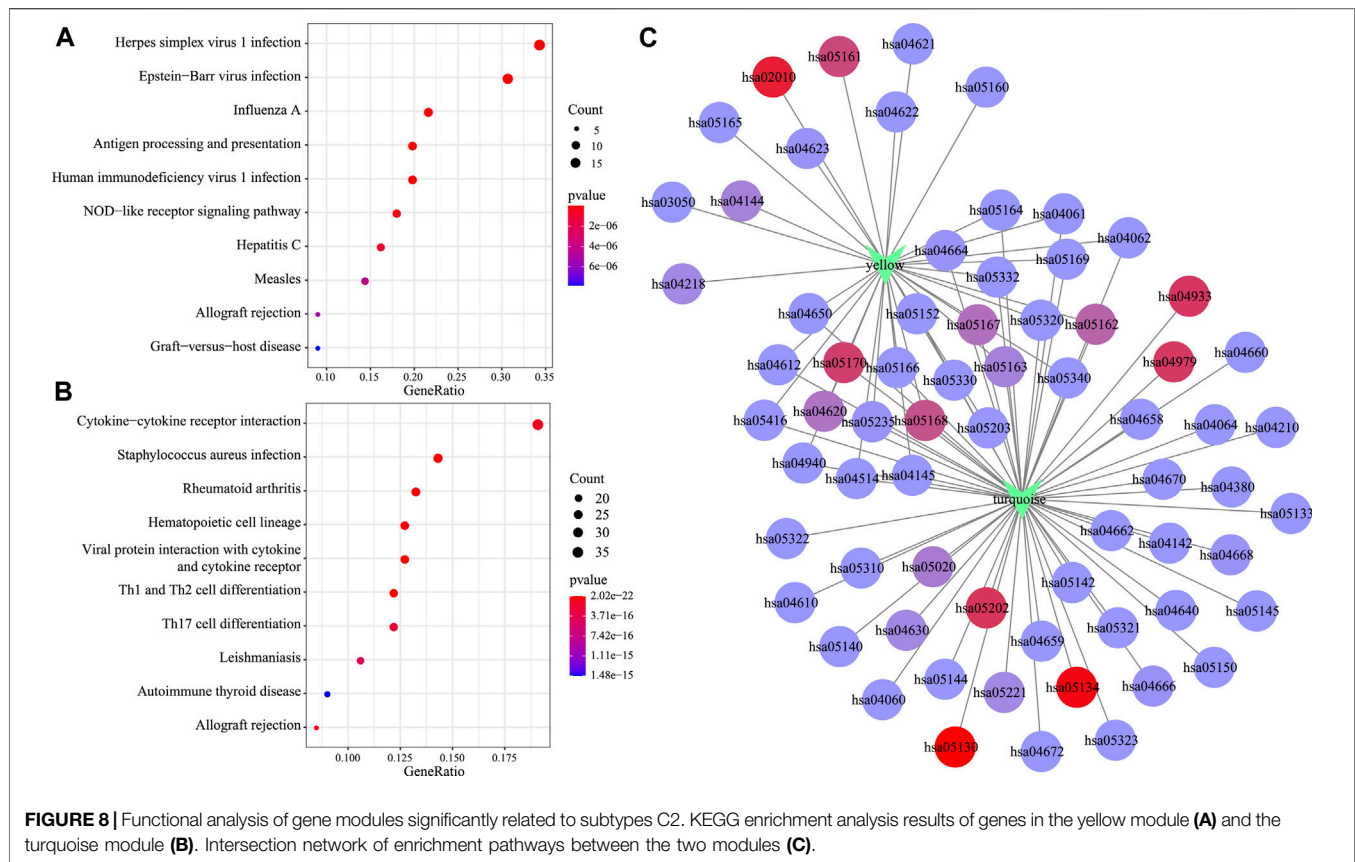 A
Herpes simplex virus 1 infection
Epstein−Barr virus infection
Influenza A
Antigen processing and presentation
Human immunodeficiency virus 1 infection
NOD−like receptor signaling pathway
Hepatitis C
Measles
Allograft rejection
Graft−versus−host disease
0.10 0.15 0.20 0.25 0.30 0.35
GeneRatio
Count
5
10
15
pvalue
2e−06
4e−06
6e−06
B
Cytokine−cytokine receptor interaction
Staphylococcus aureus infection
Rheumatoid arthritis
Hematopoietic cell lineage
Viral protein interaction with cytokine
and cytokine receptor
Th1 and Th2 cell differentiation
Th17 cell differentiation
Leishmaniasis
Autoimmune thyroid disease
Allograft rejection
0.100 0.125 0.150 0.175
GeneRatio
Count
20
25
30
35
pvalue
2.02e−22
3.71e−16
7.42e−16
1.11e−15
1.48e−15
C
hsa04621
hsa05161
hsa02010
hsa05160
hsa04622
hsa05165
hsa04623
hsa03050
hsa04144
hsa05164
hsa04061
hsa04062
hsa04664
hsa05169
yellow
hsa05332
hsa04218
hsa04933
hsa04650
hsa05152
hsa05167
hsa05320
hsa05162
hsa04660
hsa04612
hsa05170
hsa05166
hsa05163
hsa04979
hsa05330
hsa05340
hsa05416
hsa04620
hsa05235
hsa05168
hsa05203
hsa04658
hsa04064
hsa04210
hsa04940
hsa04514
hsa04145
hsa04670
hsa04380
turquoise
hsa05133
hsa05322
hsa04662
hsa04142
hsa04668
hsa05310
hsa05020
hsa05142
hsa04610
hsa05202
hsa04640
hsa05145
hsa04630
hsa05321
hsa05140
hsa04659
hsa05150
hsa05144
hsa04060
hsa05221
hsa05134
hsa04666
hsa05130
hsa04672
hsa05323
FIGURE 8 | Functional analysis of gene modules significantly related to subtypes C2. KEGG enrichment analysis results of genes in the yellow module (A) and the
turquoise module (B). Intersection network of enrichment pathways between the two modules (C).